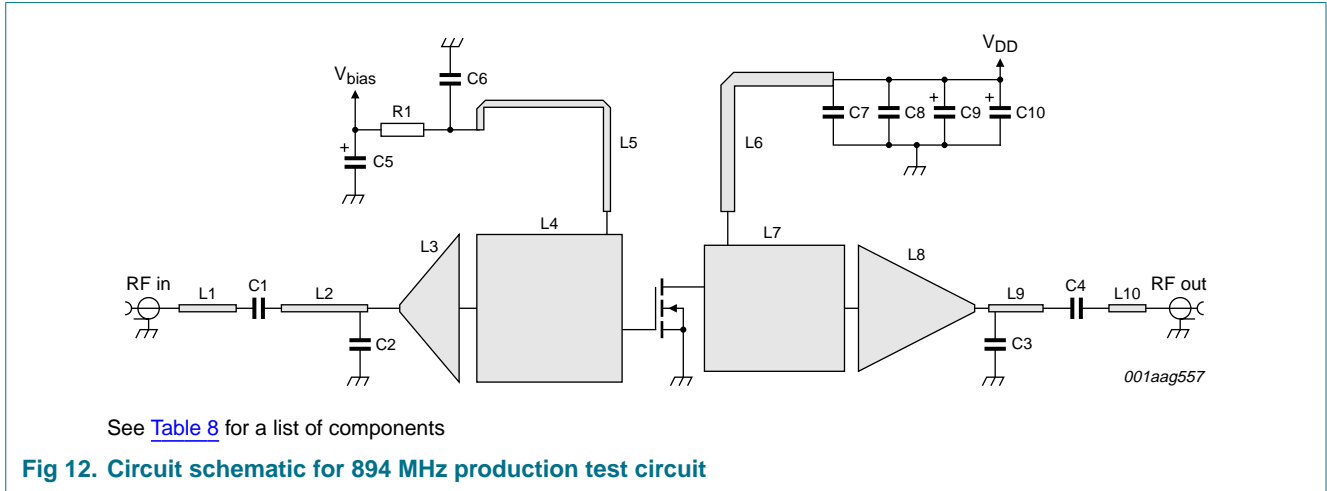 V_DD
V_bias
C6
R1
C7
C8
+
C9
+
C10
+
C5
L5
L6
L4
L7
L3
L8
RF in
L1
C1
L2
C2
L9
C4
L10
RF out
C3
001aag557
See Table 8 for a list of components
Fig 12. Circuit schematic for 894 MHz production test circuit